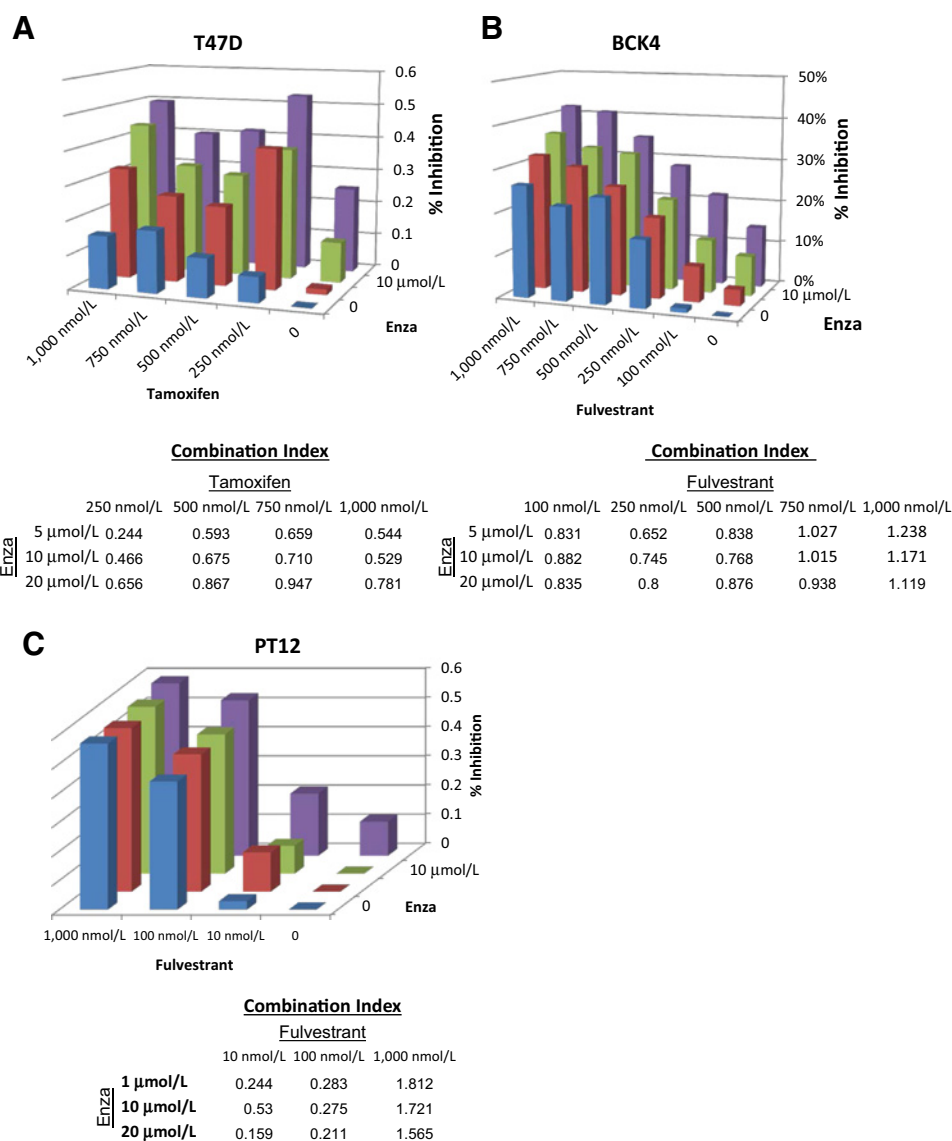 A
T47D
0.6
0.5
0.4
0.3
0.2
0.1
0
% Inhibition
10 μmol/L
0
Enza
1,000 nmol/L
750 nmol/L
500 nmol/L
250 nmol/L
0
Tamoxifen
Combination Index
Tamoxifen
250 nmol/L 500 nmol/L 750 nmol/L 1,000 nmol/L
Enza
5 μmol/L 0.244 0.593 0.659 0.544
10 μmol/L 0.466 0.675 0.710 0.529
20 μmol/L 0.656 0.867 0.947 0.781
B
BCK4
50%
40%
30%
20%
10%
0%
% Inhibition
10 μmol/L
0
Enza
1,000 nmol/L
750 nmol/L
500 nmol/L
250 nmol/L
100 nmol/L
0
Fulvestrant
Combination Index
Fulvestrant
100 nmol/L 250 nmol/L 500 nmol/L 750 nmol/L 1,000 nmol/L
Enza
5 μmol/L 0.831 0.652 0.838 1.027 1.238
10 μmol/L 0.882 0.745 0.768 1.015 1.171
20 μmol/L 0.835 0.8 0.876 0.938 1.119
C
PT12
0.6
0.5
0.4
0.3
0.2
0.1
0
% Inhibition
10 μmol/L
0
Enza
1,000 nmol/L 100 nmol/L 10 nmol/L 0
Fulvestrant
Combination Index
Fulvestrant
10 nmol/L 100 nmol/L 1,000 nmol/L
Enza
1 μmol/L 0.244 0.283 1.812
10 μmol/L 0.53 0.275 1.721
20 μmol/L 0.159 0.211 1.565